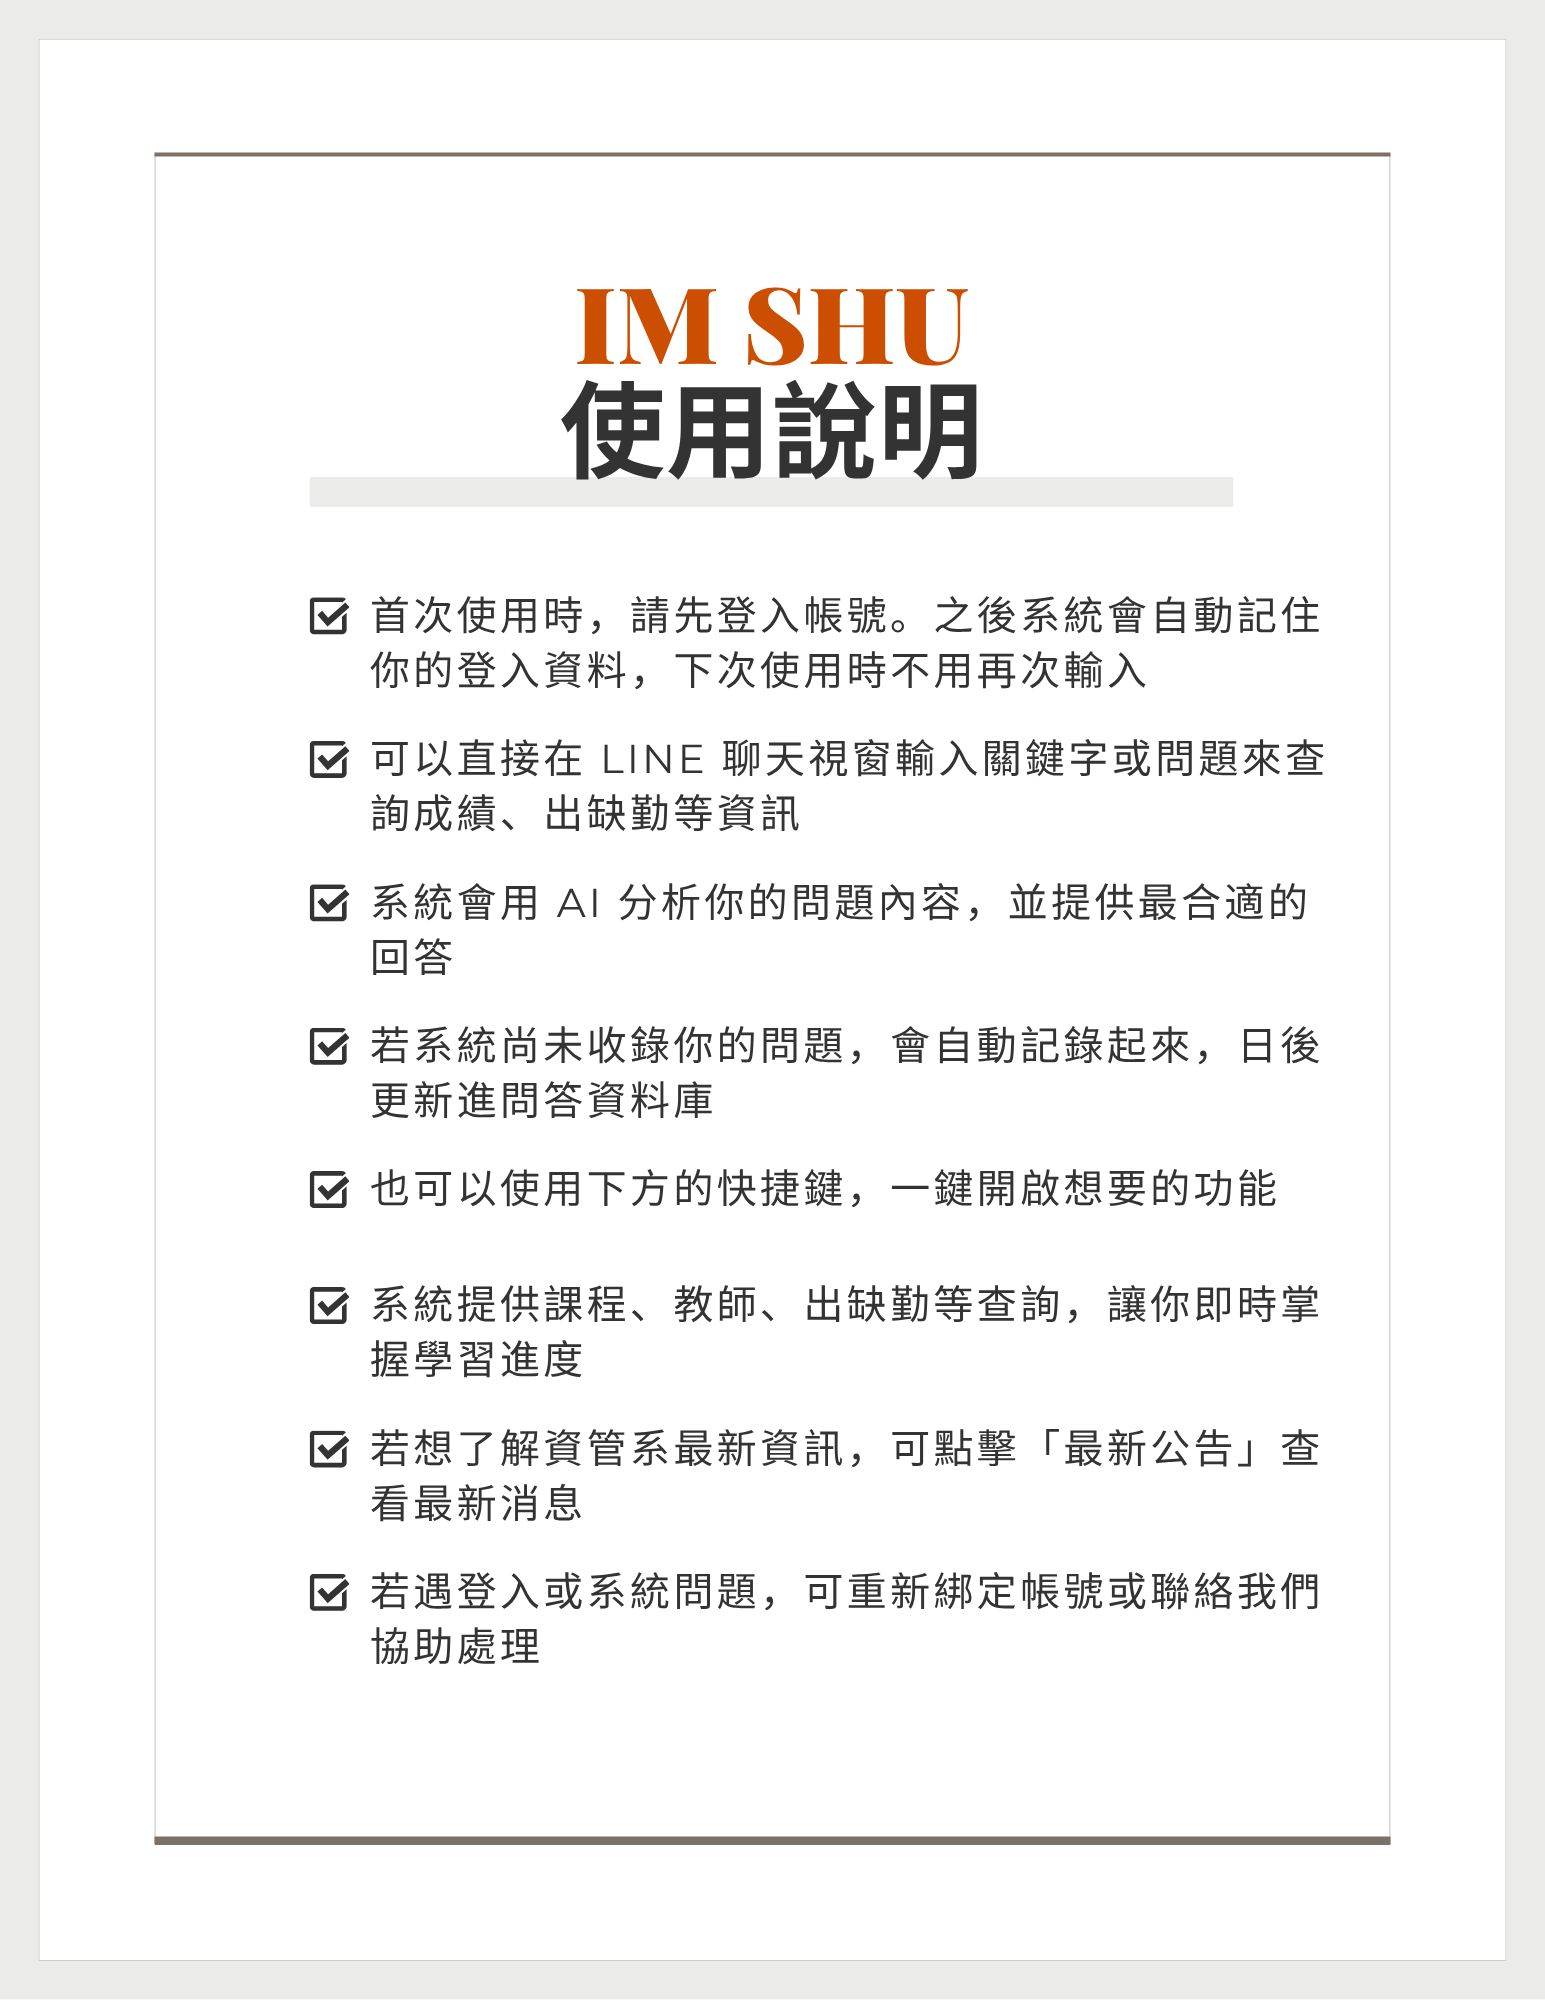 IM SHU
使用說明
首次使用時，請先登入帳號。之後系統會自動記住
你的登入資料，下次使用時不用再次輸入
可以直接在 LINE 聊天視窗輸入關鍵字或問題來查
詢成績、出缺勤等資訊
系統會用 AI 分析你的問題內容，並提供最合適的
回答
若系統尚未收錄你的問題，會自動記錄起來，日後
更新進問答資料庫
也可以使用下方的快捷鍵，一鍵開啟想要的功能
系統提供課程、教師、出缺勤等查詢，讓你即時掌
握學習進度
若想了解資管系最新資訊，可點擊「最新公告」查
看最新消息
若遇登入或系統問題，可重新綁定帳號或聯絡我們
協助處理